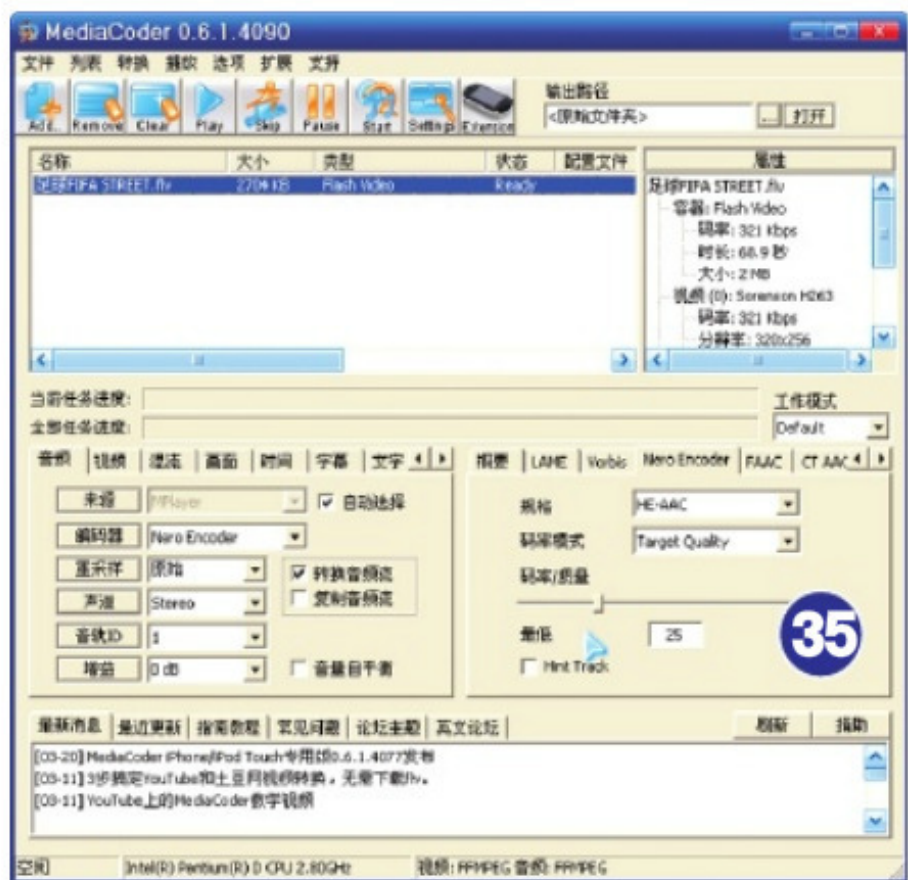 MediaCoder 0.6.1.4090
文件 列表 转换 播放 选项 扩展 支持
输出路径
Add.. Remove Clear Play Skip Pause Start Settings Extension
<原始文件夹> ... 打开
名称 大小 类型 状态 配置文件 属性
足球FIFA STREET.flv 2704 KB Flash Video Ready
足球FIFA STREET.flv
容器: Flash Video
码率: 321 Kbps
时长: 68.9 秒
大小: 2 MB
视频 (0): Sorenson H263
码率: 321 Kbps
分辨率: 320x256
当前任务进度:
工作模式
全部任务进度:
Default
音频 视频 混流 画面 时间 字幕 文字
概要 LAME Vorbis Nero Encoder FAAC CT AAC
来源 MPlayer 自动选择
规格 HE-AAC
编码器 Nero Encoder
码率模式 Target Quality
重采样 原始 转换音频流
码率/质量
声道 Stereo 复制音频流
音轨ID 1
最低 25
35
增益 0 dB 音量自平衡
Hint Track
最新消息 最近更新 指南教程 常见问题 论坛主题 英文论坛 刷新 捐助
[03-20] MediaCoder iPhone/iPod Touch专用版0.6.1.4077发布
[03-11] 3步搞定YouTube和土豆网视频转换，无需下载flv。
[03-11] YouTube上的MediaCoder教学视频
空闲 Intel(R) Pentium(R) D CPU 2.80GHz 视频: FFMPEG 音频: FFMPEG